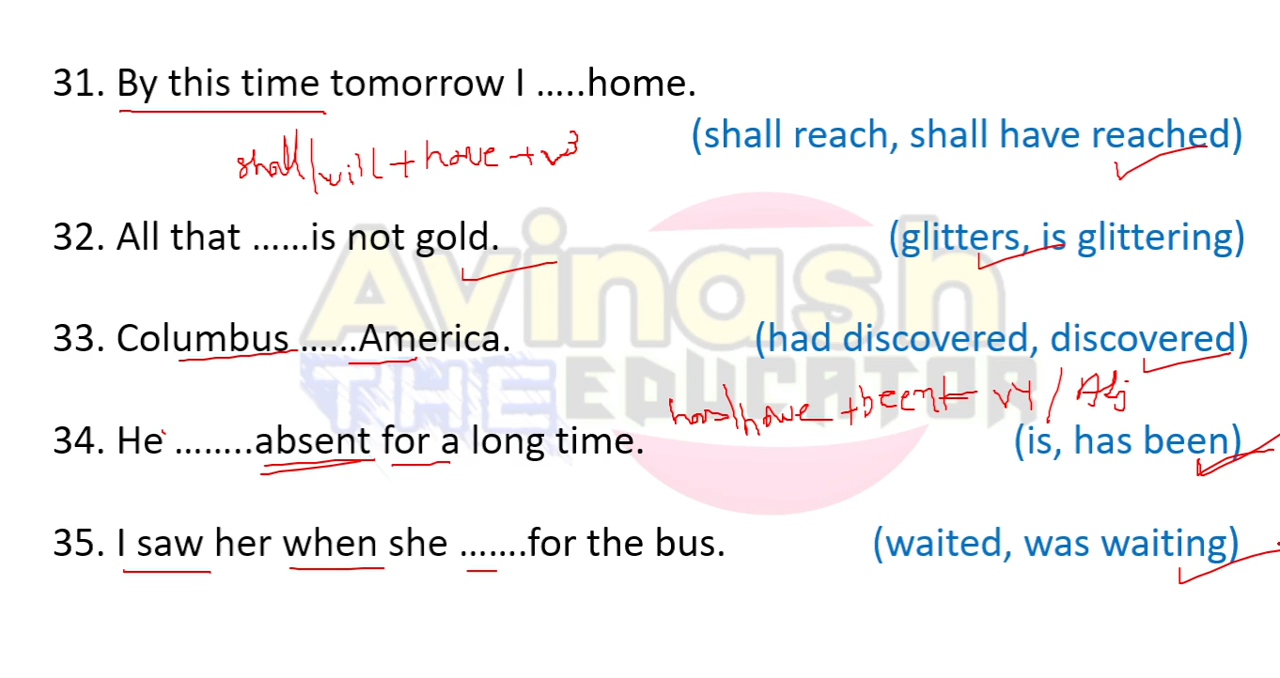 31. By this time tomorrow I …..home.
(shall reach, shall have reached)
shall/will + have + v3
32. All that ……is not gold.
(glitters, is glittering)
33. Columbus ……America.
(had discovered, discovered)
has/have + been + v4 / Adj
34. He ……..absent for a long time.
(is, has been)
35. I saw her when she …….for the bus.
(waited, was waiting)
Avinash
THE EDUCATOR